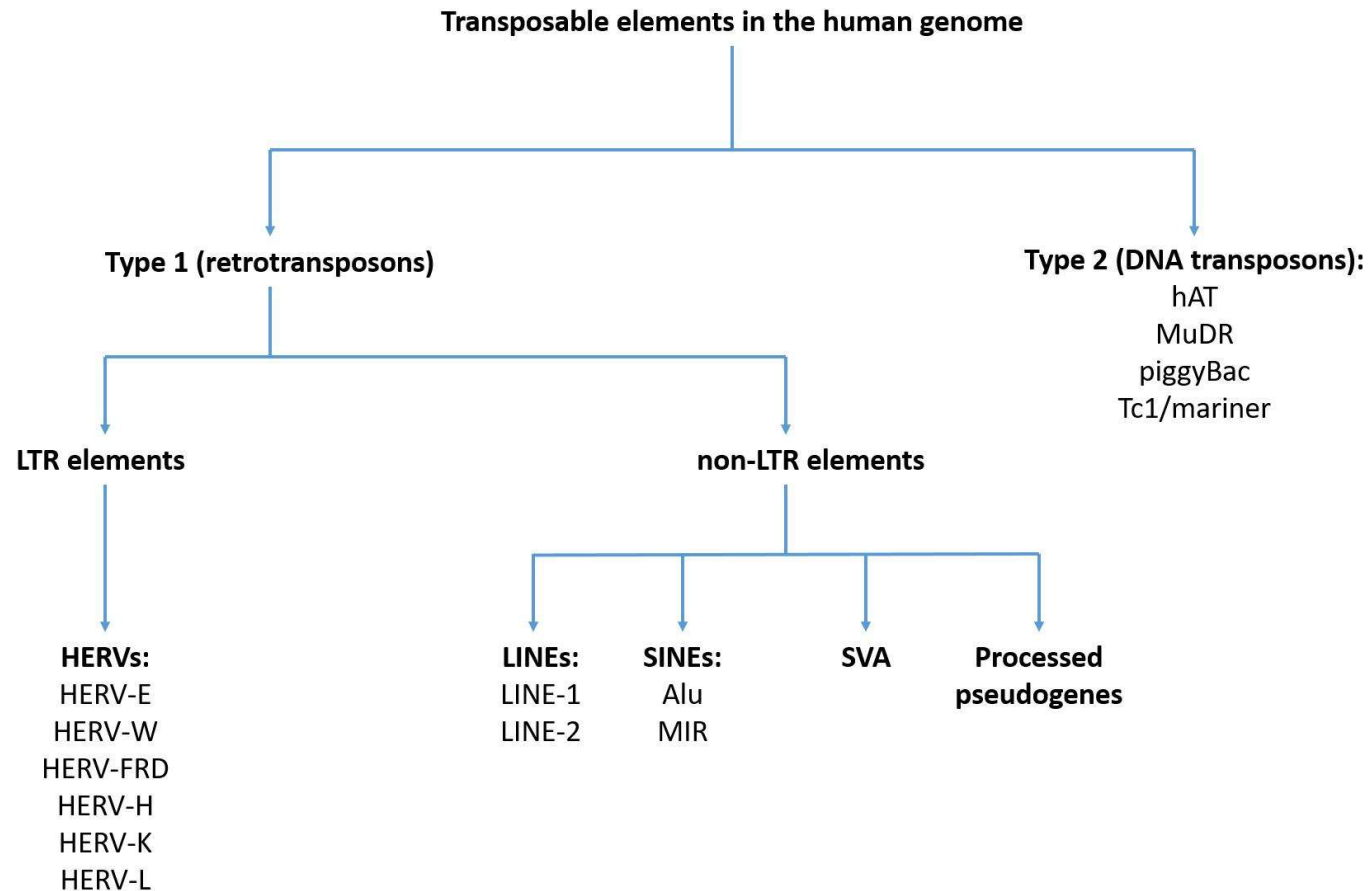 Transposable elements in the human genome
Type 1 (retrotransposons)
Type 2 (DNA transposons):
hAT
MuDR
piggyBac
Tc1/mariner
LTR elements
non-LTR elements
HERVs:
HERV-E
HERV-W
HERV-FRD
HERV-H
HERV-K
HERV-L
LINEs:
LINE-1
LINE-2
SINEs:
Alu
MIR
SVA
Processed
pseudogenes